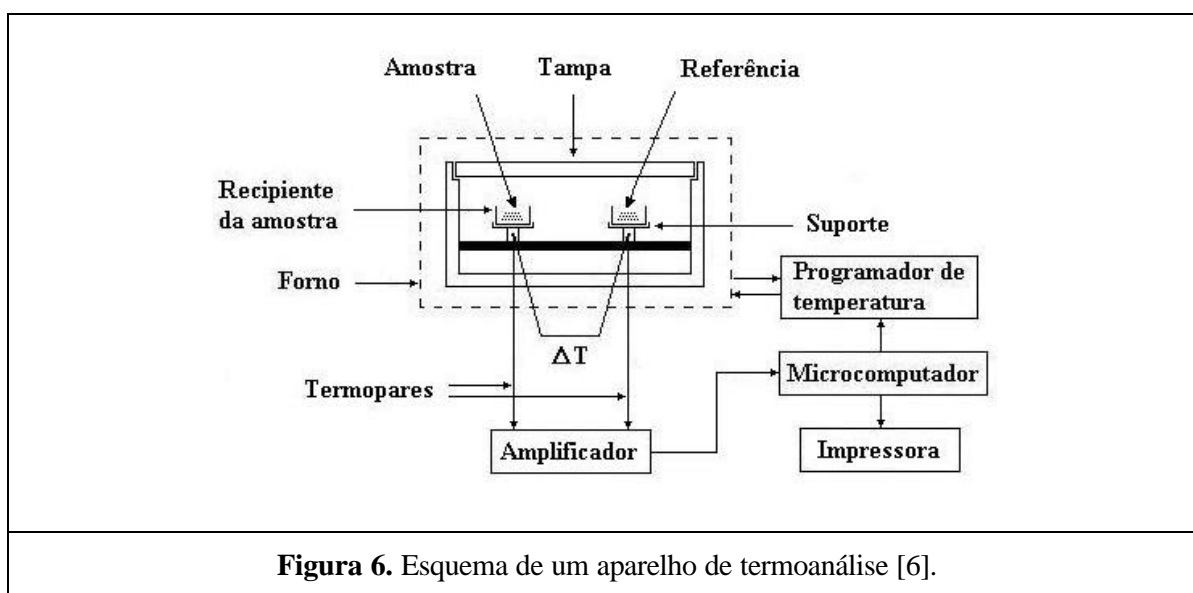 Amostra
Tampa
Referência
Recipiente
da amostra
Suporte
Forno
Programador de
temperatura
ΔT
Microcomputador
Termopares
Amplificador
Impressora
Figura 6. Esquema de um aparelho de termoanálise [6].